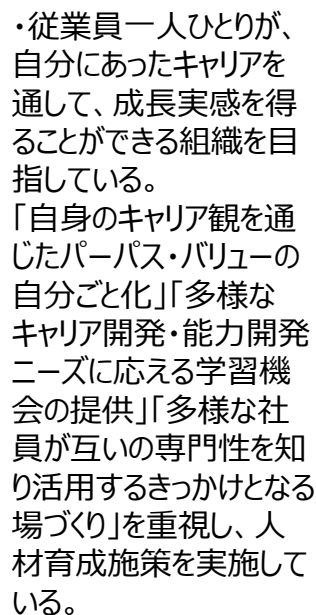 ・従業員一人ひとりが、
自分にあったキャリアを
通して、成長実感を得
ることができる組織を目
指している。
「自身のキャリア観を通
じたパーパス・バリューの
自分ごと化」「多様な
キャリア開発・能力開発
ニーズに応える学習機
会の提供」「多様な社
員が互いの専門性を知
り活用するきっかけとなる
場づくり」を重視し、人
材育成施策を実施して
いる。